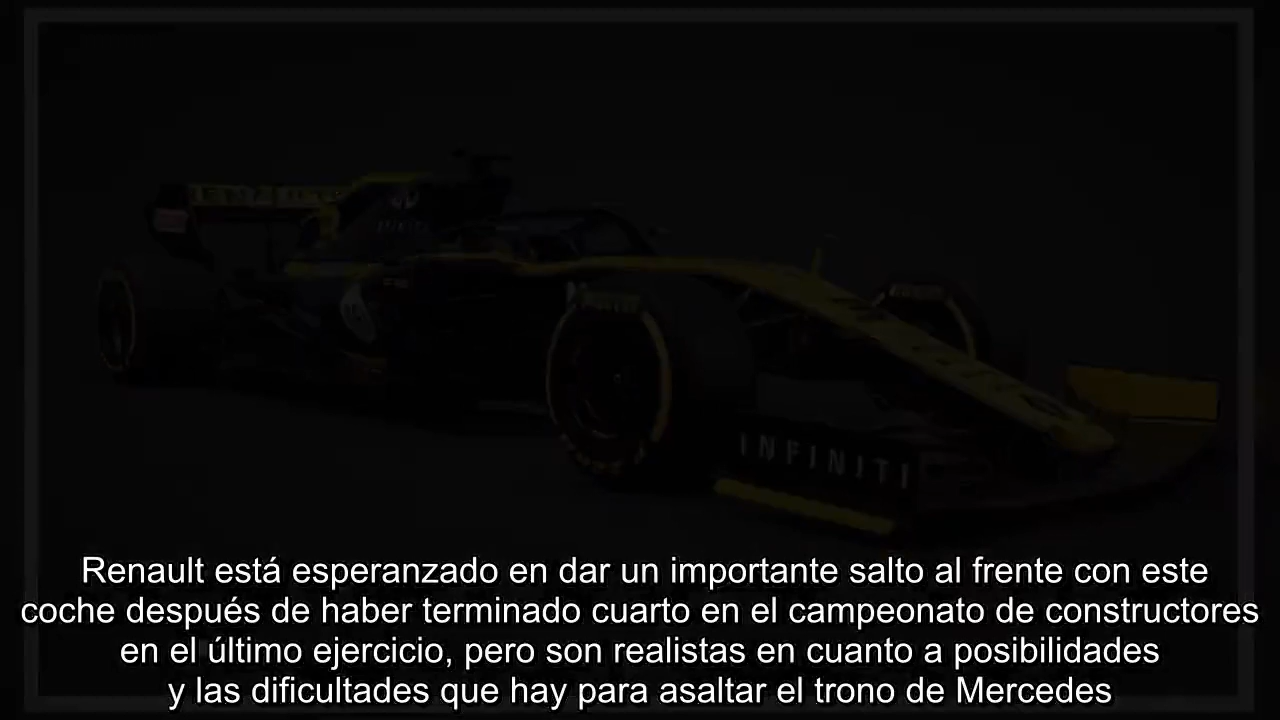 INFINITI
Renault está esperanzado en dar un importante salto al frente con este
coche después de haber terminado cuarto en el campeonato de constructores
en el último ejercicio, pero son realistas en cuanto a posibilidades
y las dificultades que hay para asaltar el trono de Mercedes